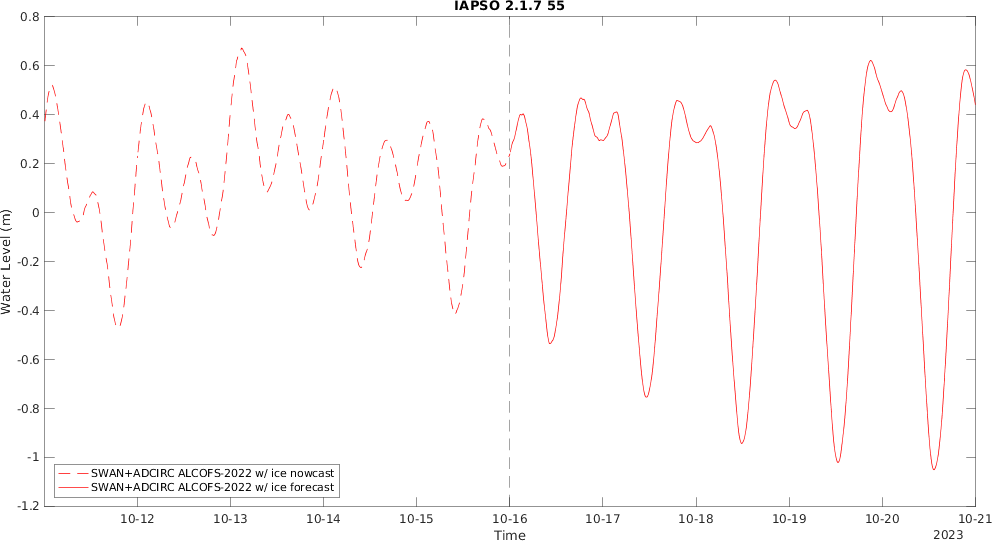 IAPSO 2.1.7 55
0.8
0.6
0.4
0.2
0
-0.2
-0.4
-0.6
-0.8
-1
-1.2
Water Level (m)
SWAN+ADCIRC ALCOFS-2022 w/ ice nowcast
SWAN+ADCIRC ALCOFS-2022 w/ ice forecast
10-12 10-13 10-14 10-15 10-16 10-17 10-18 10-19 10-20 10-21
Time
2023